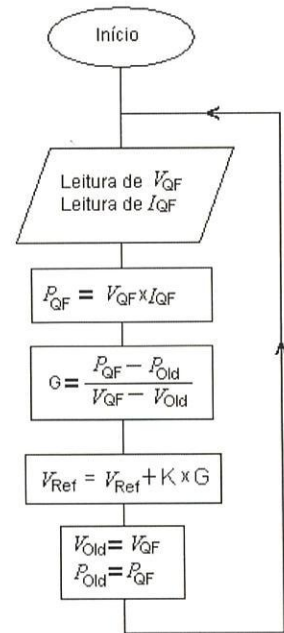 Início
Leitura de V_QF
Leitura de I_QF
P_QF = V_QF x I_QF
G = (P_QF − P_Old) / (V_QF − V_Old)
V_Ref = V_Ref + K x G
V_Old = V_QF
P_Old = P_QF